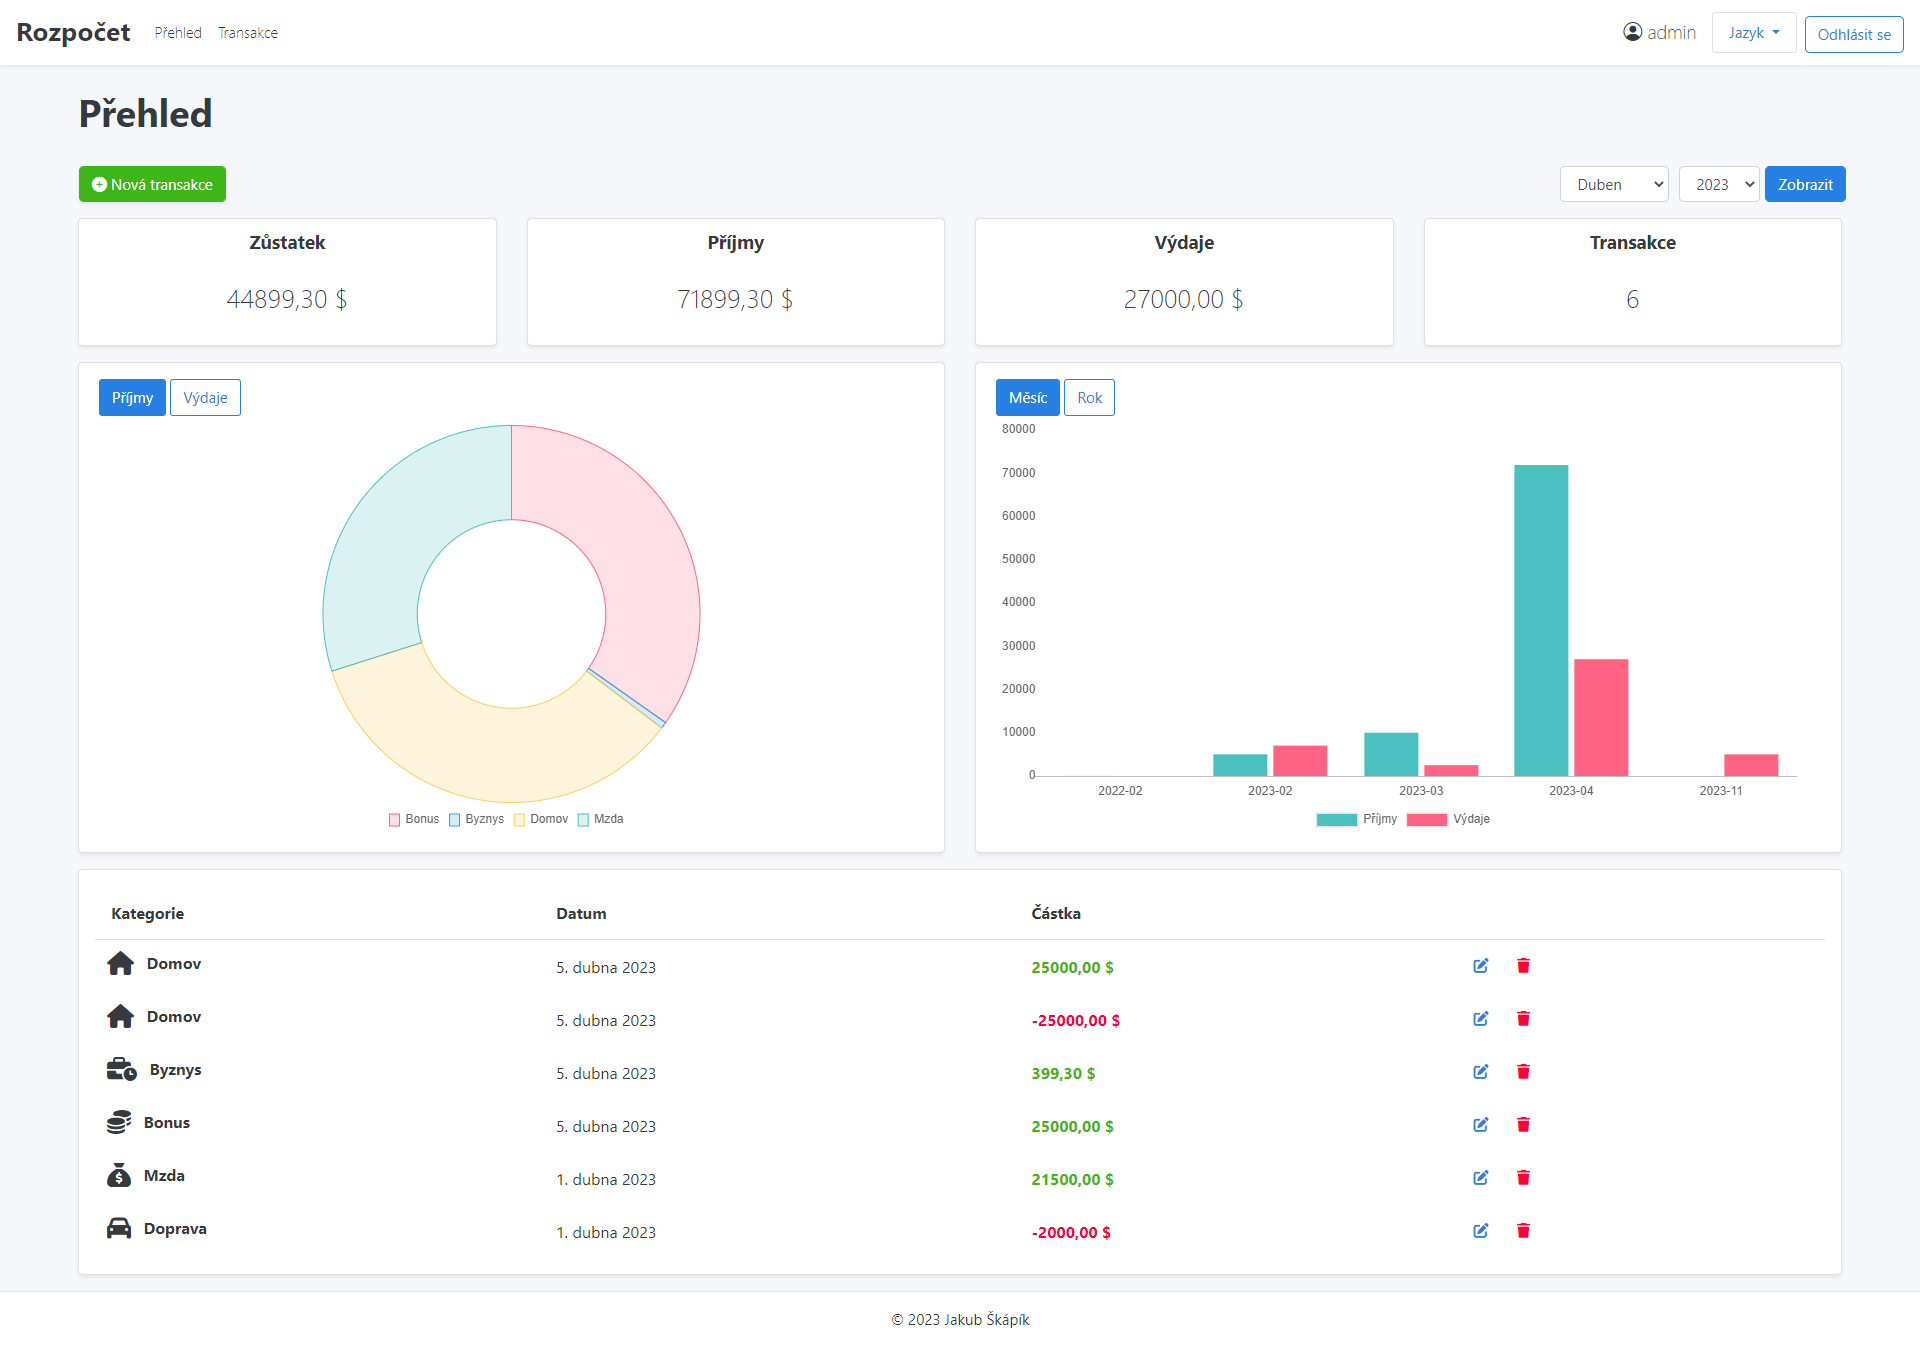 Rozpočet Přehled Transakce admin Jazyk Odhlásit se
Přehled
Nová transakce Duben 2023 Zobrazit
Zůstatek Příjmy Výdaje Transakce
44899,30 $ 71899,30 $ 27000,00 $ 6
Příjmy Výdaje
Bonus Byznys Domov Mzda
Měsíc Rok
80000
70000
60000
50000
40000
30000
20000
10000
0
2022-02 2023-02 2023-03 2023-04 2023-11
Příjmy Výdaje
Kategorie Datum Částka
Domov 5. dubna 2023 25000,00 $
Domov 5. dubna 2023 -25000,00 $
Byznys 5. dubna 2023 399,30 $
Bonus 5. dubna 2023 25000,00 $
Mzda 1. dubna 2023 21500,00 $
Doprava 1. dubna 2023 -2000,00 $
© 2023 Jakub Škápík